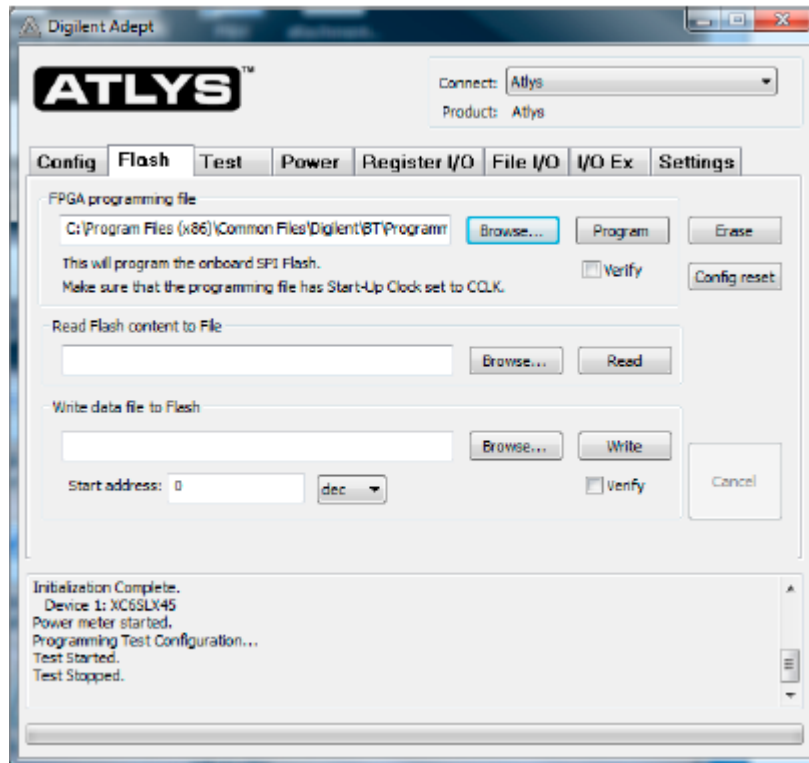 Digilent Adept
ATLYS™
Connect: Atlys
Product: Atlys
Config Flash Test Power Register I/O File I/O I/O Ex Settings
FPGA programming file
C:\Program Files (x86)\Common Files\Digilent\BT\Programm Browse... Program Erase
This will program the onboard SPI Flash.
Verify
Make sure that the programming file has Start-Up Clock set to CCLK.
Config reset
Read Flash content to File
Browse... Read
Write data file to Flash
Browse... Write
Start address: 0 dec Verify
Cancel
Initialization Complete.
Device 1: XC6SLX45
Power meter started.
Programming Test Configuration...
Test Started.
Test Stopped.